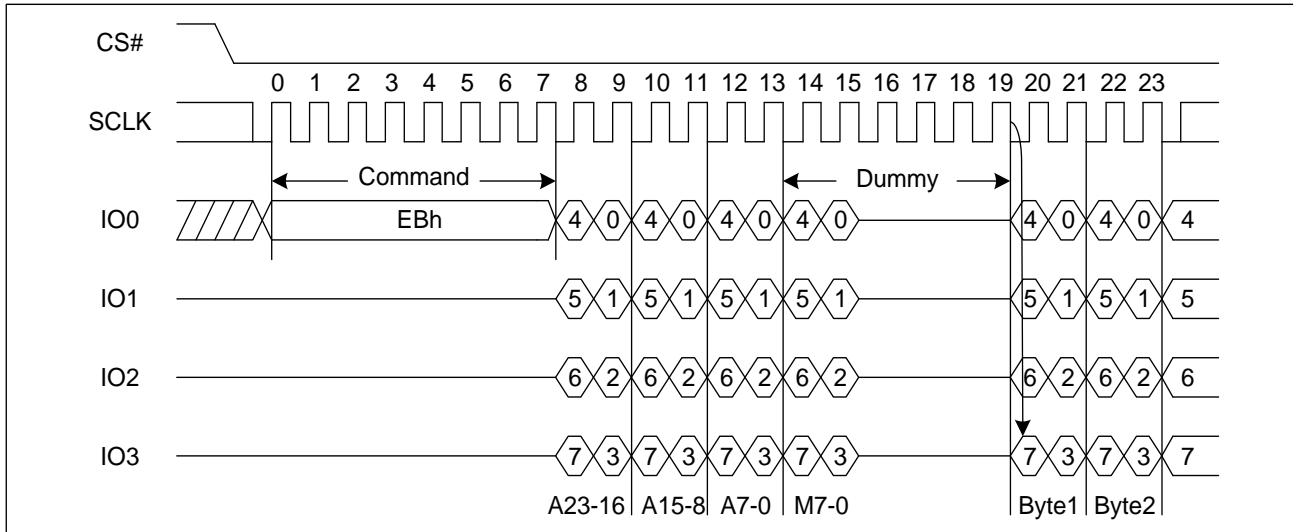 CS#
0 1 2 3 4 5 6 7 8 9 10 11 12 13 14 15 16 17 18 19 20 21 22 23
SCLK
Command Dummy
IO0 EBh 4 0 4 0 4 0 4 0 4 0 4 0 4
IO1 5 1 5 1 5 1 5 1 5 1 5 1 5
IO2 6 2 6 2 6 2 6 2 6 2 6 2 6
IO3 7 3 7 3 7 3 7 3 7 3 7 3 7
A23-16 A15-8 A7-0 M7-0 Byte1 Byte2